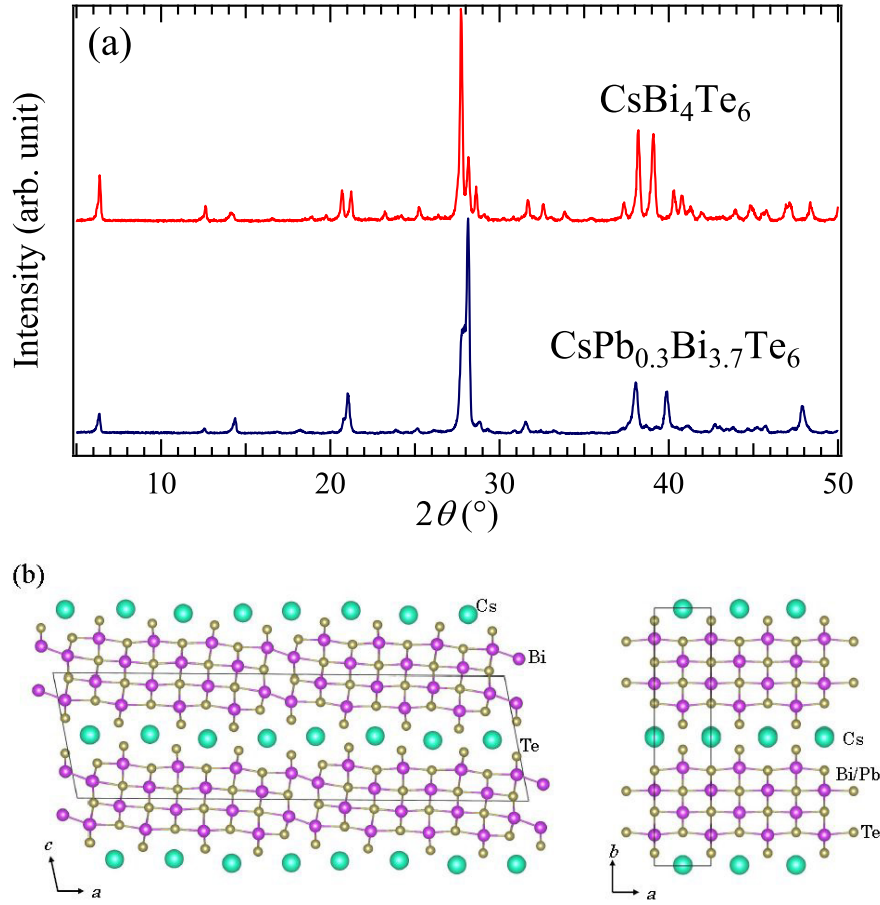 (a)
CsBi₄Te₆
CsPb₀.₃Bi₃.₇Te₆
Intensity (arb. unit)
10 20 30 40 50
2θ (°)
(b)
Cs
Bi
Te
c
a
Cs
Bi/Pb
Te
b
a